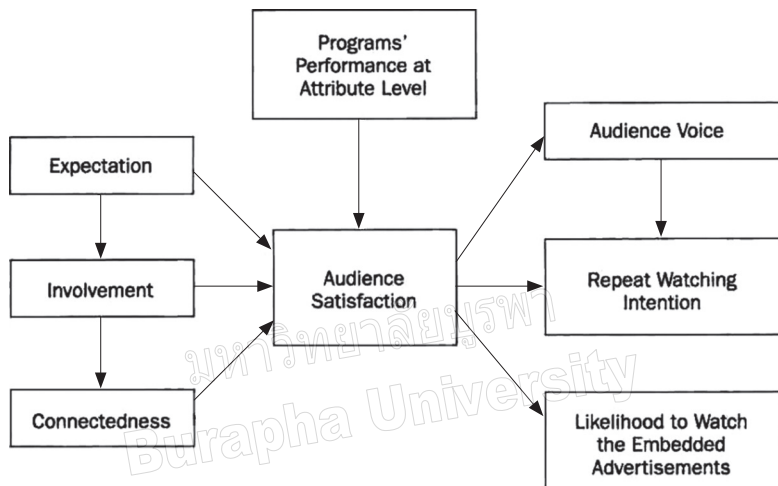 Programs'
Performance at
Attribute Level
Expectation
Involvement
Connectedness
Audience
Satisfaction
Audience Voice
Repeat Watching
Intention
Likelihood to Watch
the Embedded
Advertisements
มหาวิทยาลัยบูรพา
Burapha University